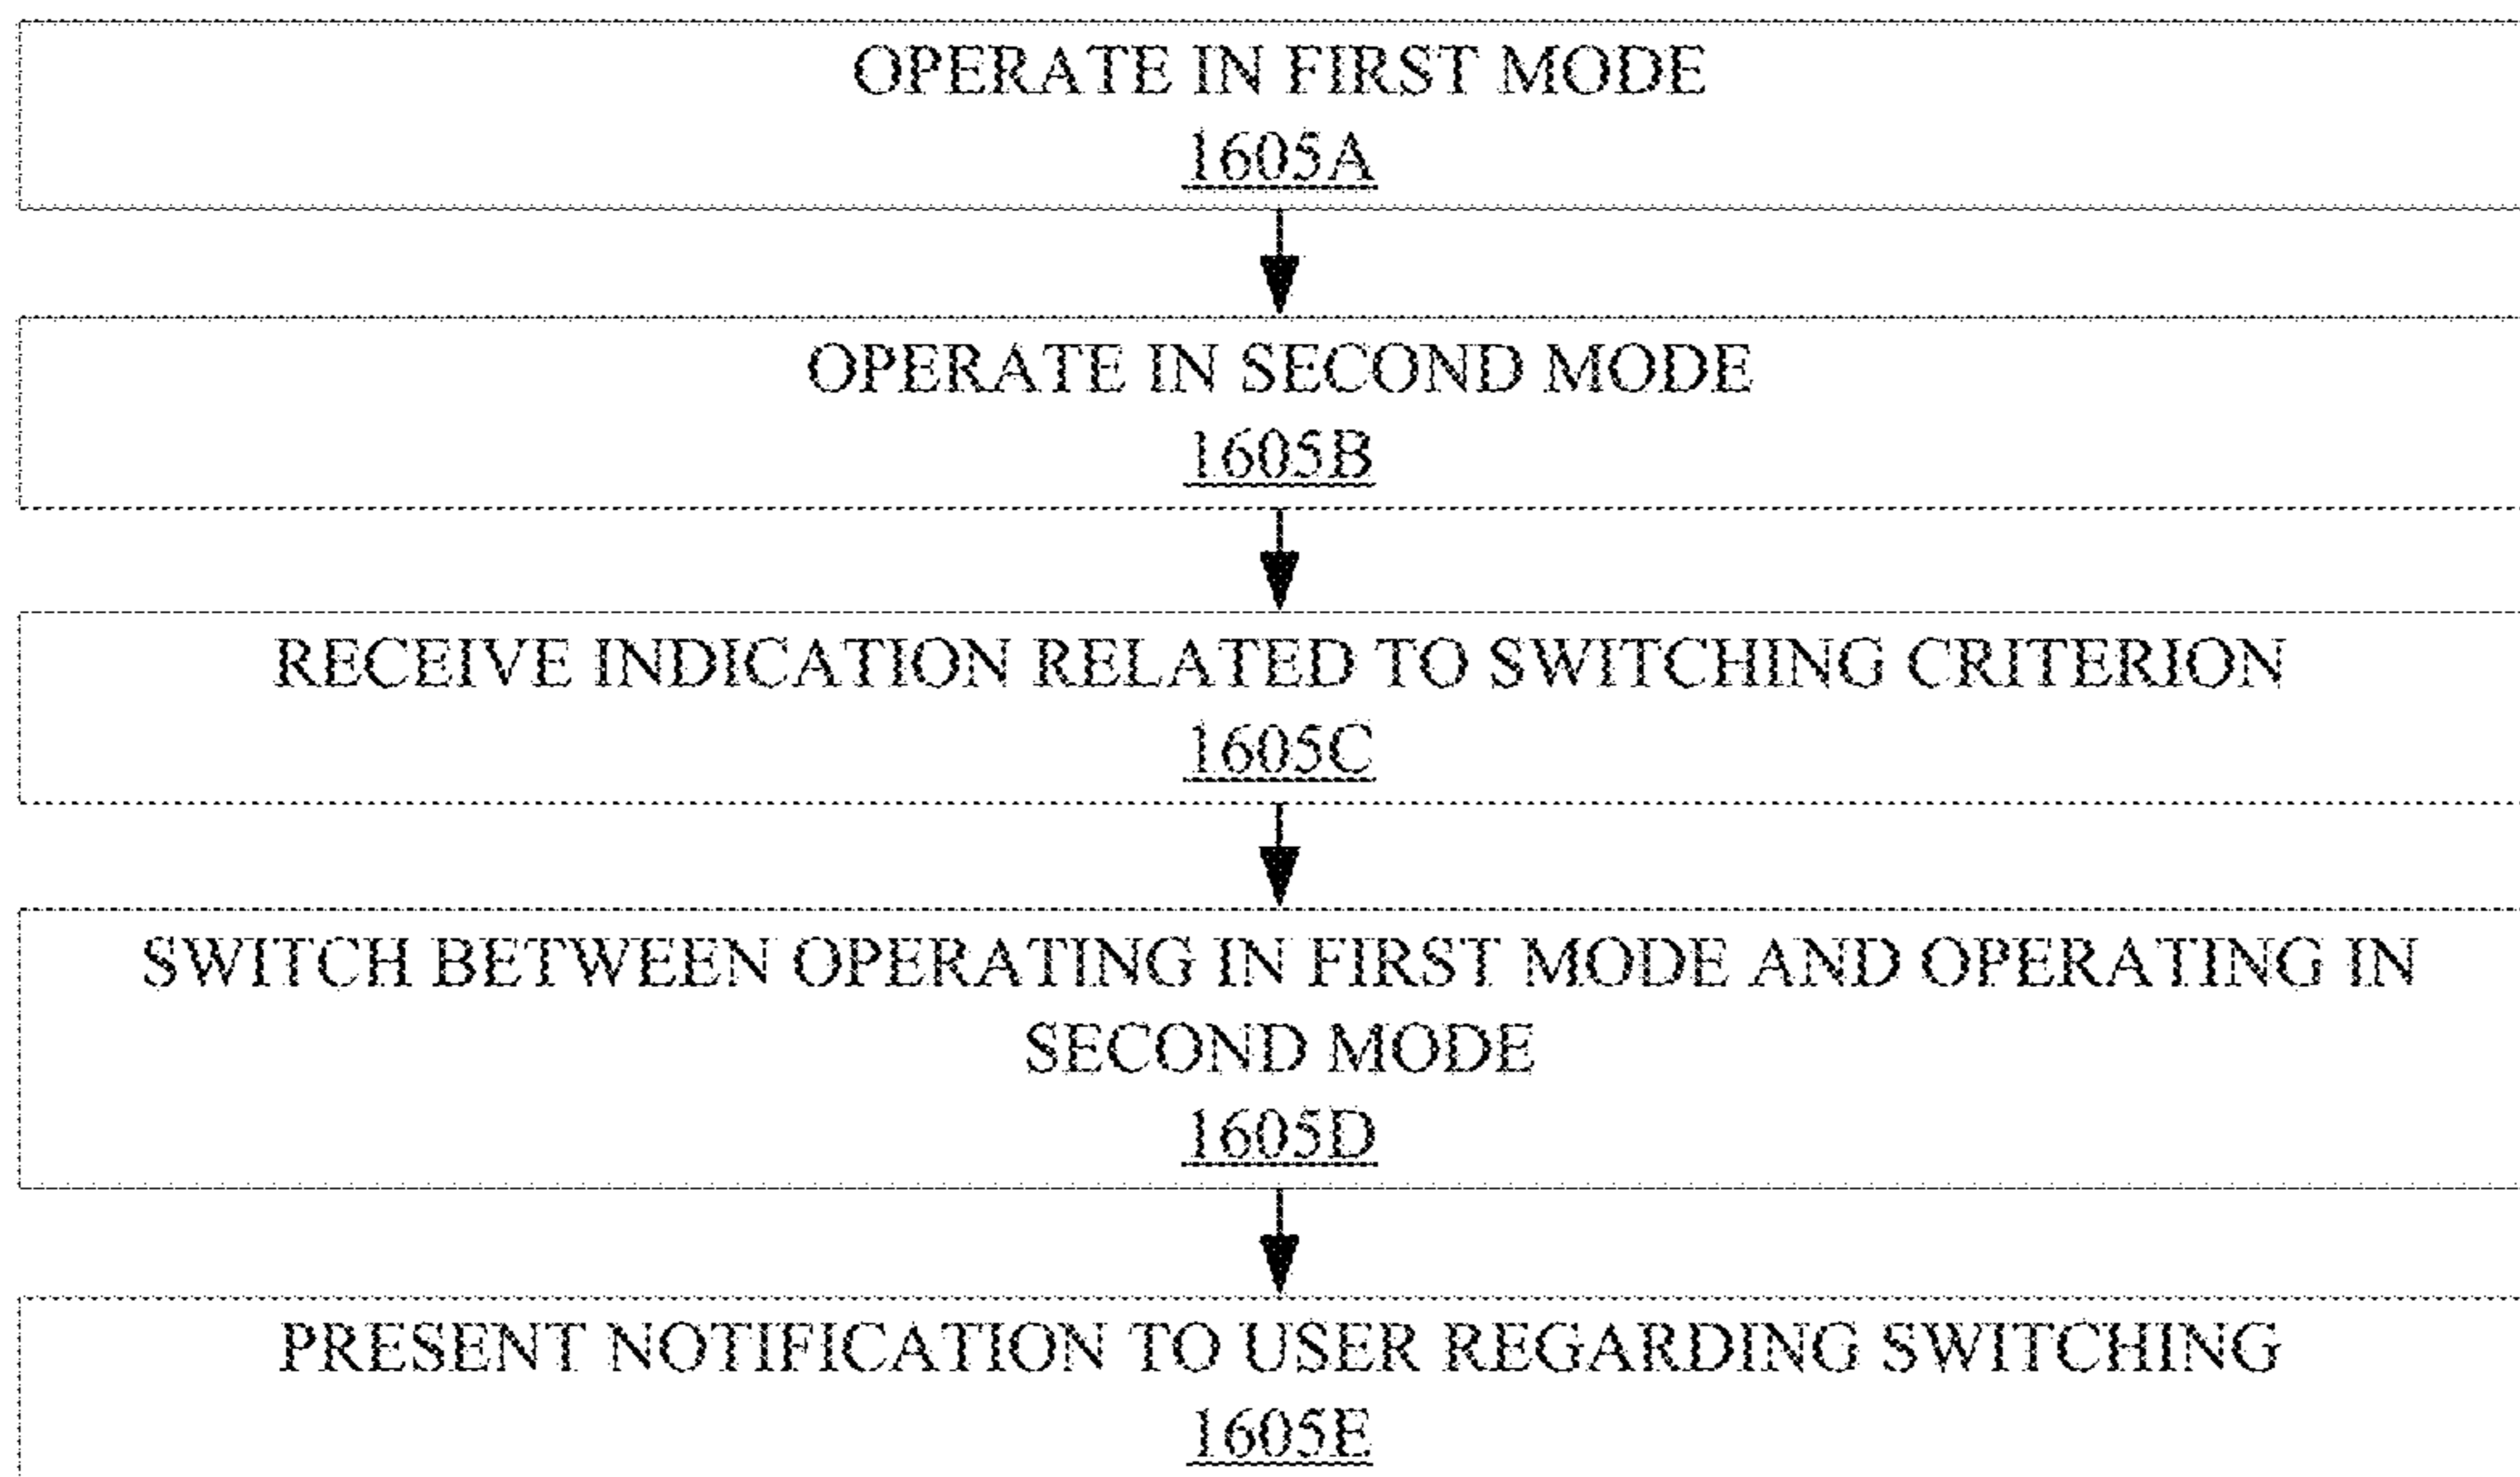 OPERATE IN FIRST MODE
1605A
OPERATE IN SECOND MODE
1605B
RECEIVE INDICATION RELATED TO SWITCHING CRITERION
1605C
SWITCH BETWEEN OPERATING IN FIRST MODE AND OPERATING IN
SECOND MODE
1605D
PRESENT NOTIFICATION TO USER REGARDING SWITCHING
1605E